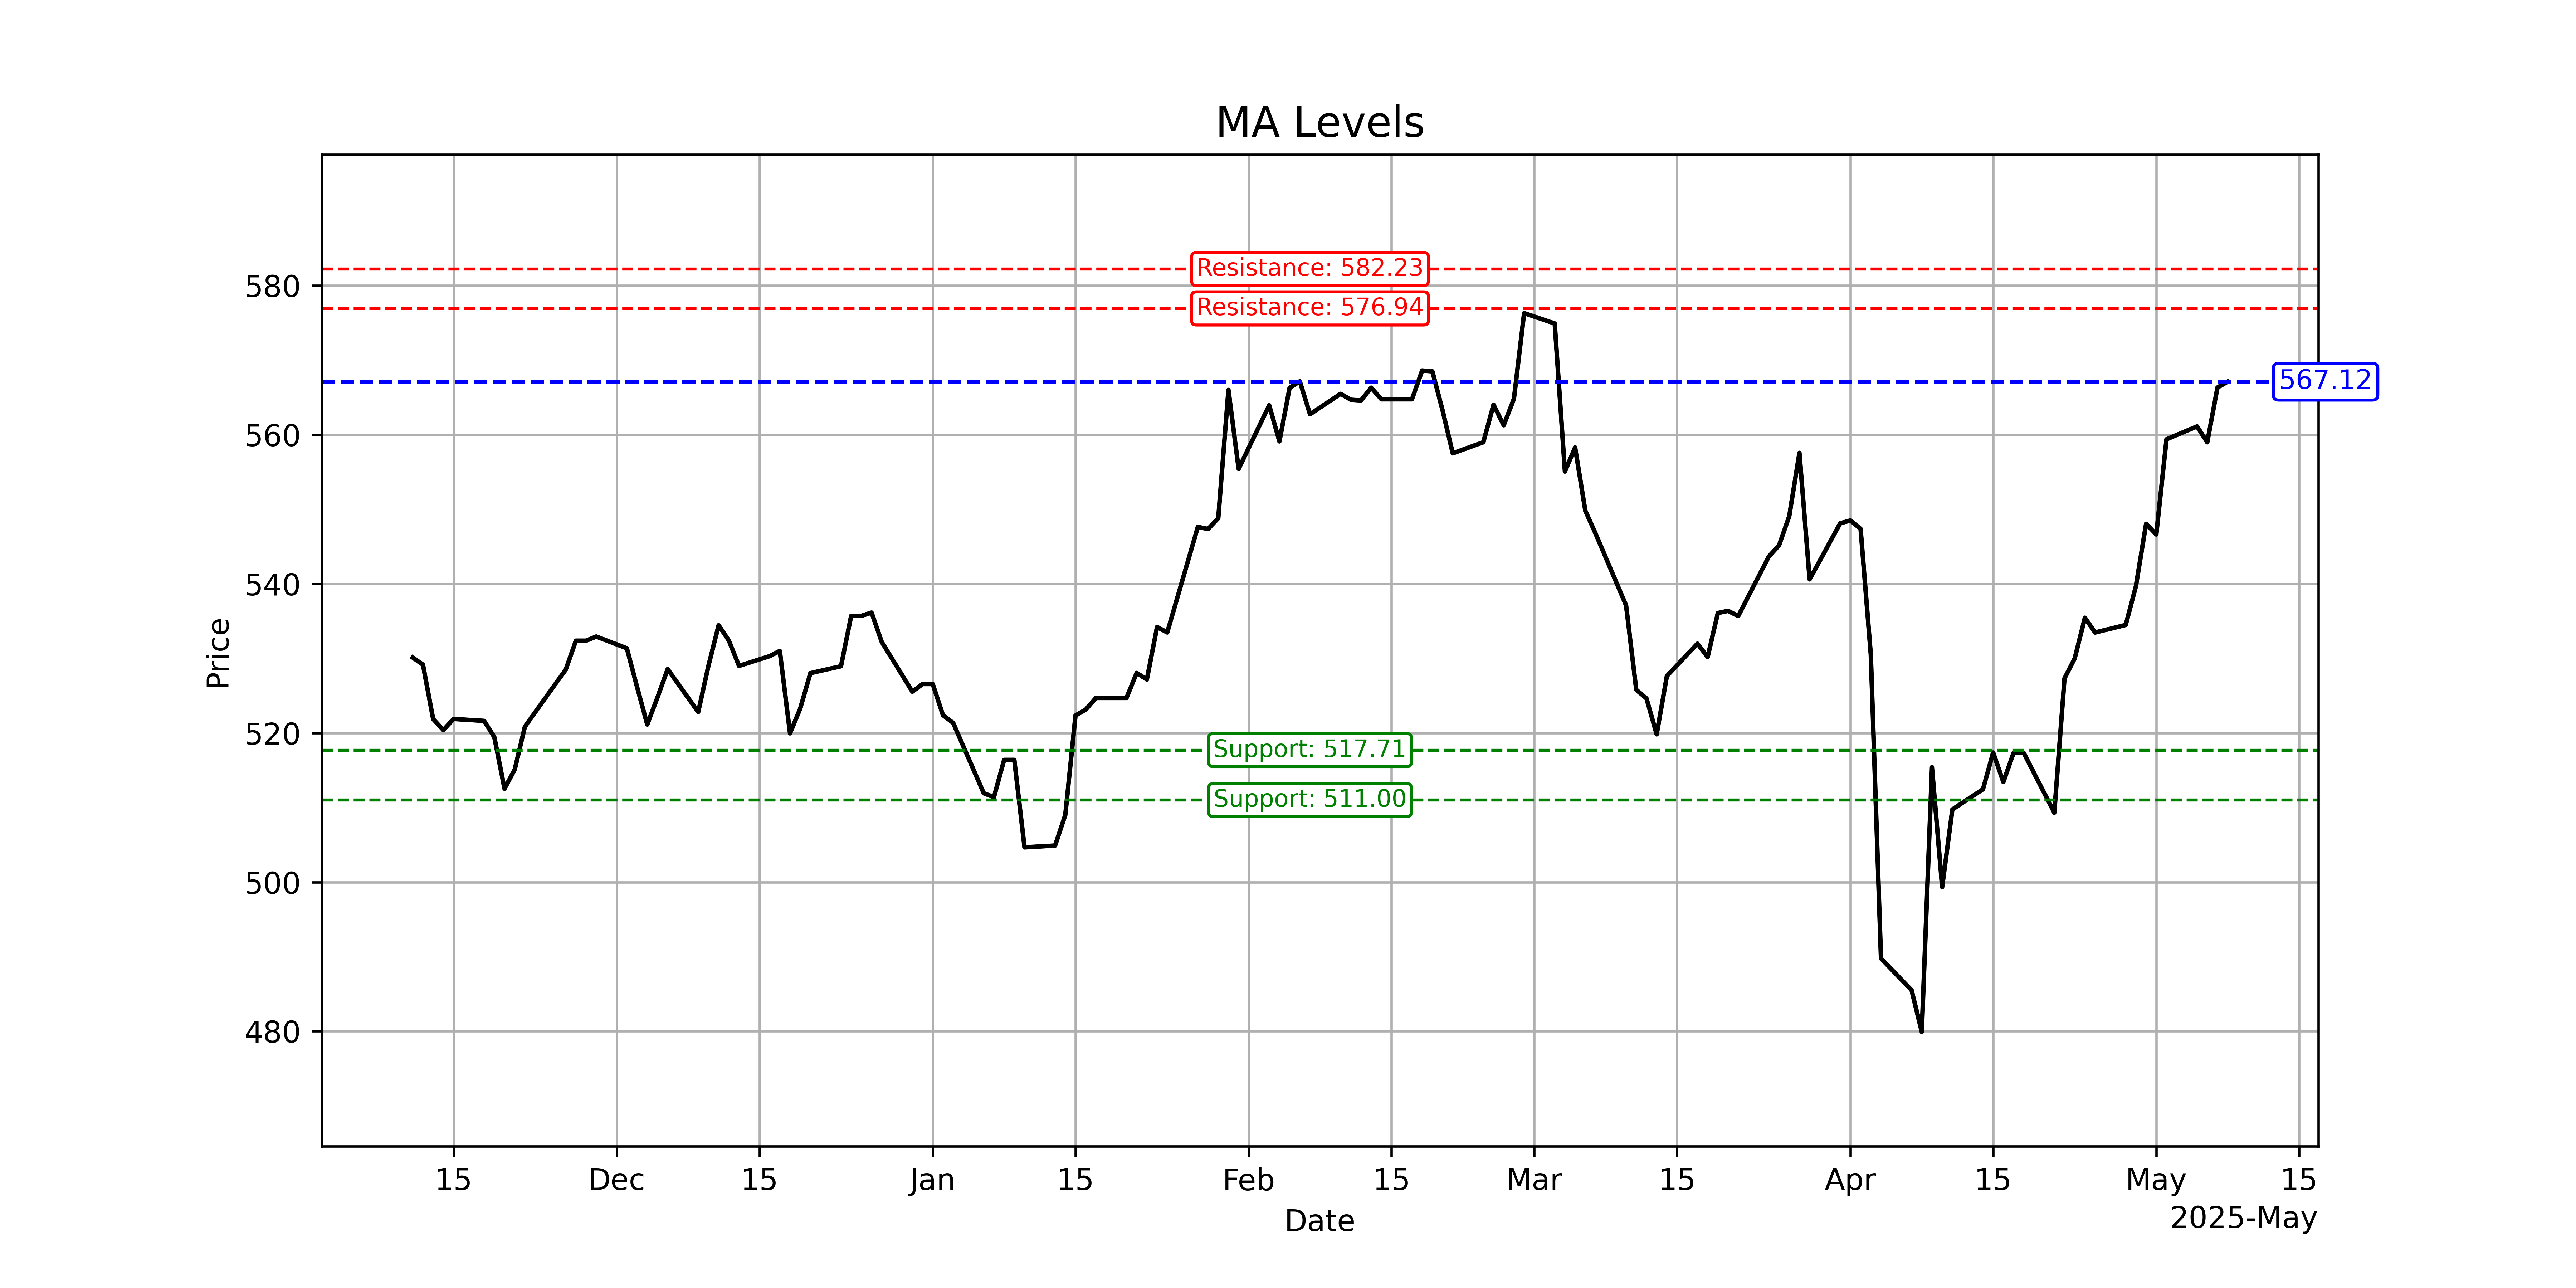 MA Levels
Resistance: 582.23
580
Resistance: 576.94
567.12
560
540
Price
520
Support: 517.71
Support: 511.00
500
480
15 Dec 15 Jan 15 Feb 15 Mar 15 Apr 15 May 15
Date
2025-May